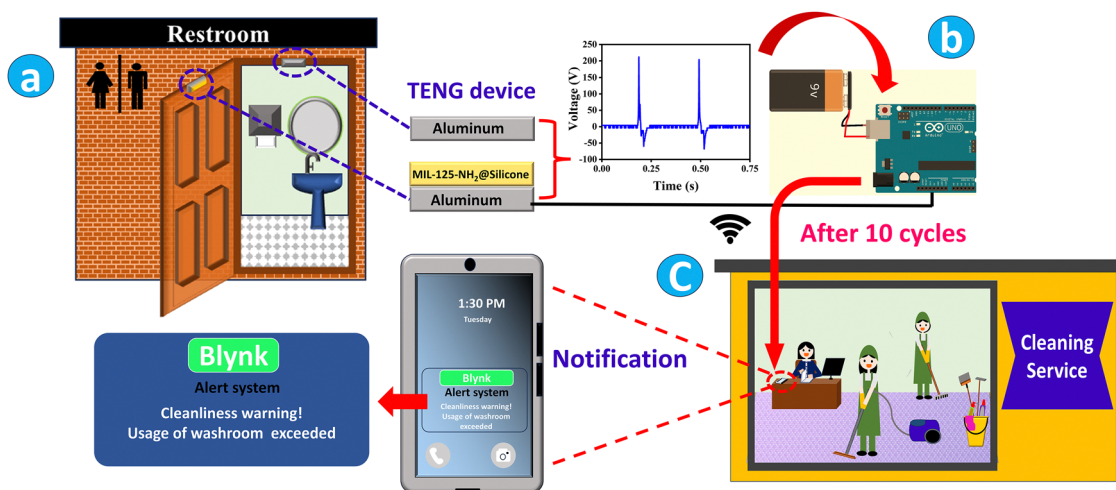 Restroom
a
TENG device
Aluminum
MIL-125-NH₂@Silicone
Aluminum
Voltage (V)
250
200
150
100
50
0
-50
-100
0.00
0.25
0.50
0.75
Time (s)
b
9v
ARDUINO
UNO
After 10 cycles
C
Cleaning
Service
Notification
1:30 PM
Tuesday
Blynk
Alert system
Cleanliness warning!
Usage of washroom
exceeded
Blynk
Alert system
Cleanliness warning!
Usage of washroom exceeded